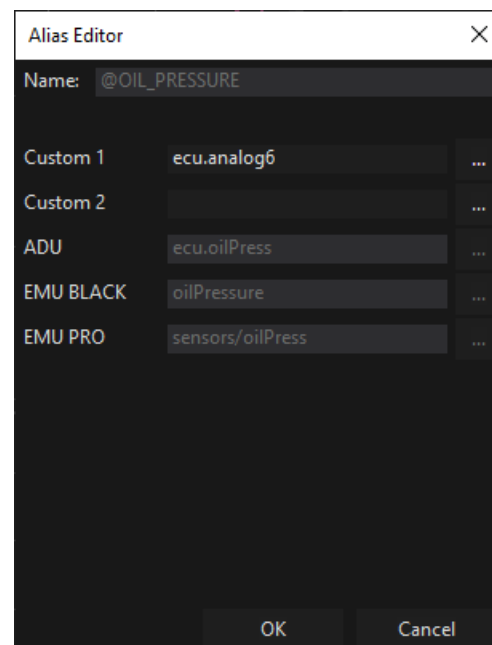 Alias Editor
Name: @OIL_PRESSURE
Custom 1 ecu.analog6 ...
Custom 2 ...
ADU ecu.oilPress ...
EMU BLACK oilPressure ...
EMU PRO sensors/oilPress ...
OK Cancel